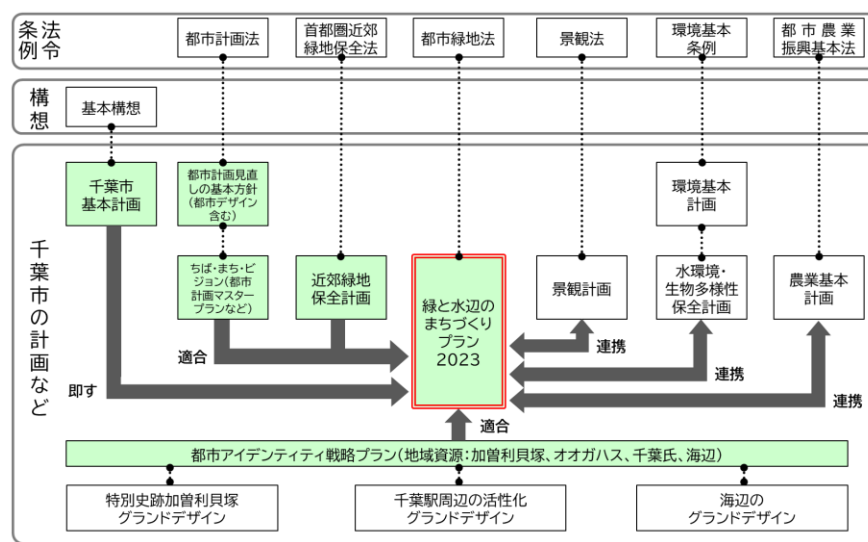 法令
条例
都市計画法
首都圏近郊
緑地保全法
都市緑地法
景観法
環境基本
条例
都市農業
振興基本法
構想
基本構想
千葉市の計画など
千葉市
基本計画
都市計画見直
しの基本方針
(都市デザイン
含む)
環境基本
計画
ちば・まち・ビ
ジョン(都市
計画マスター
プランなど)
近郊緑地
保全計画
緑と水辺の
まちづくり
プラン
2023
景観計画
水環境・
生物多様性
保全計画
農業基本
計画
適合
連携
連携
即す
連携
適合
都市アイデンティティ戦略プラン(地域資源:加曽利貝塚、オオガハス、千葉氏、海辺)
特別史跡加曽利貝塚
グランドデザイン
千葉駅周辺の活性化
グランドデザイン
海辺の
グランドデザイン